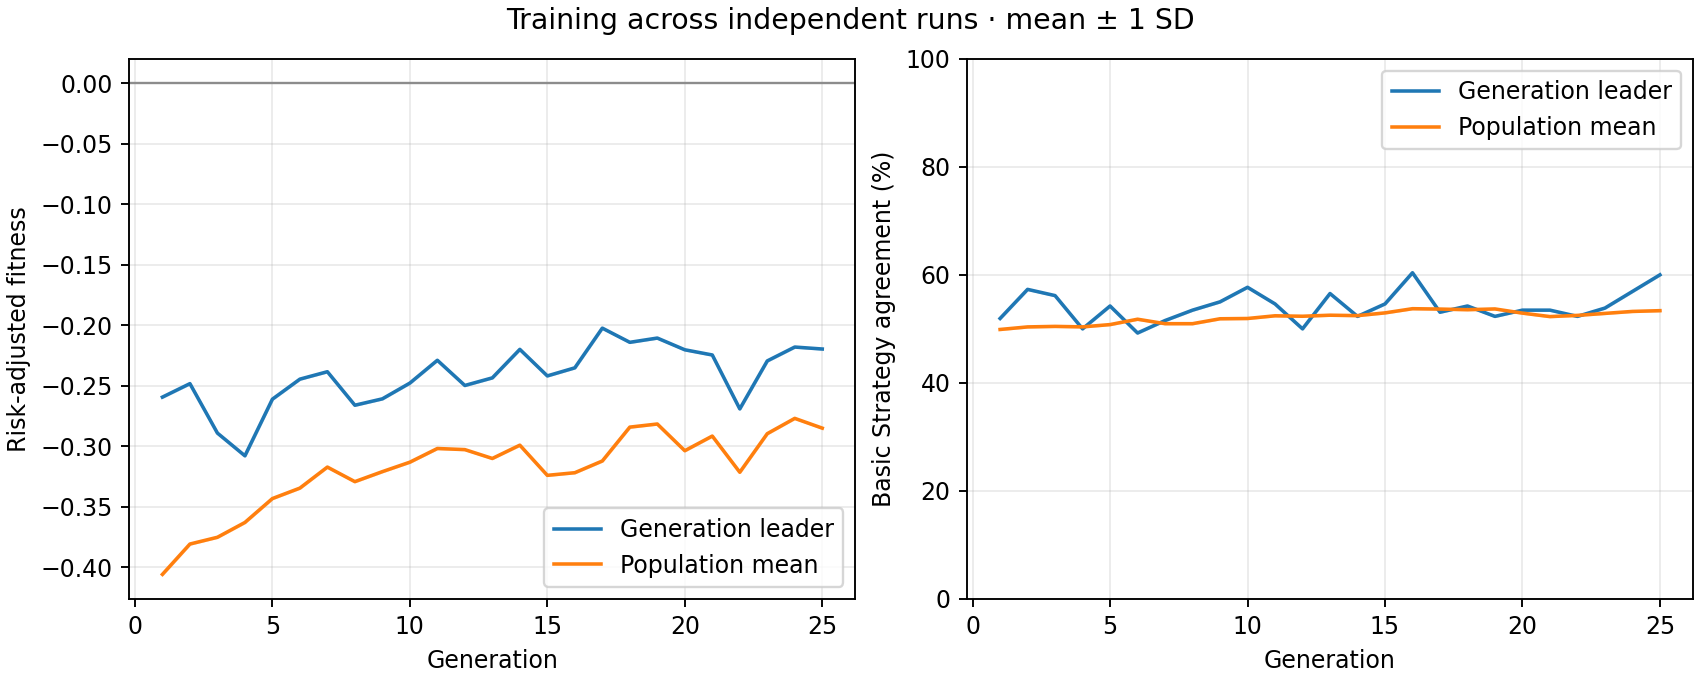 Training across independent runs · mean ± 1 SD
Risk-adjusted fitness
0.00
−0.05
−0.10
−0.15
−0.20
−0.25
−0.30
−0.35
−0.40
Generation leader
Population mean
0 5 10 15 20 25
Generation
Basic Strategy agreement (%)
100
80
60
40
20
0
Generation leader
Population mean
0 5 10 15 20 25
Generation